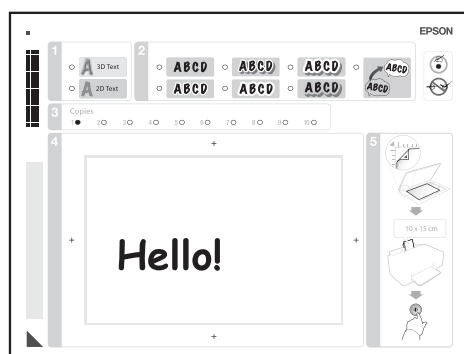 EPSON
1
2
A 3D Text
ABCD ABCD ABCD
ABCD
ABCD
A 2D Text
ABCD ABCD ABCD
3
Copies
1 2 3 4 5 6 7 8 9 10
4
5
10 x 15 cm
Hello!